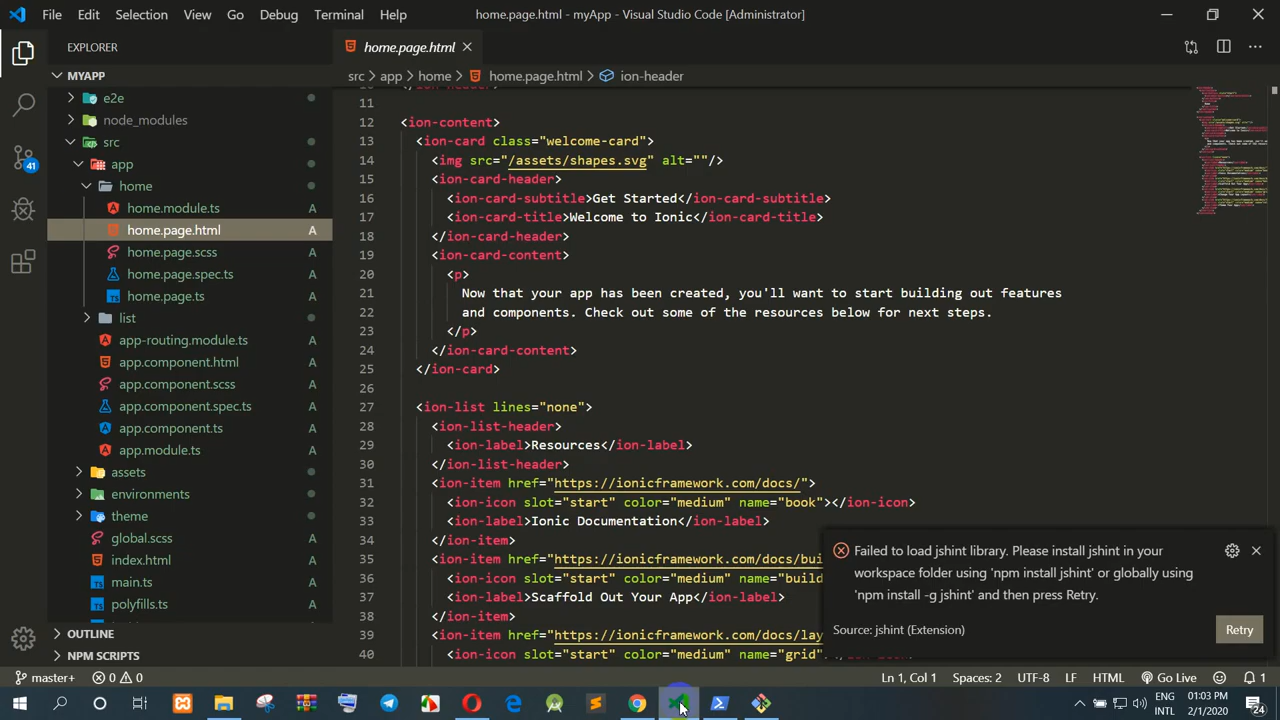 File Edit Selection View Go Debug Terminal Help
home.page.html - myApp - Visual Studio Code [Administrator]
EXPLORER
home.page.html
MYAPP
src > app > home > home.page.html > ion-header
e2e
node_modules
src
app
home
home.module.ts A
home.page.html A
home.page.scss A
home.page.spec.ts A
home.page.ts A
list
app-routing.module.ts A
app.component.html A
app.component.scss A
app.component.spec.ts A
app.component.ts A
app.module.ts A
assets
environments
theme
global.scss A
index.html A
main.ts A
polyfills.ts A
OUTLINE
NPM SCRIPTS
41
11
12 <ion-content>
13 <ion-card class="welcome-card">
14 <img src="/assets/shapes.svg" alt=""/>
15 <ion-card-header>
16 <ion-card-subtitle>Get Started</ion-card-subtitle>
17 <ion-card-title>Welcome to Ionic</ion-card-title>
18 </ion-card-header>
19 <ion-card-content>
20 <p>
21 Now that your app has been created, you'll want to start building out features
22 and components. Check out some of the resources below for next steps.
23 </p>
24 </ion-card-content>
25 </ion-card>
26
27 <ion-list lines="none">
28 <ion-list-header>
29 <ion-label>Resources</ion-label>
30 </ion-list-header>
31 <ion-item href="https://ionicframework.com/docs/">
32 <ion-icon slot="start" color="medium" name="book"></ion-icon>
33 <ion-label>Ionic Documentation</ion-label>
34 </ion-item>
35 <ion-item href="https://ionicframework.com/docs/bui
36 <ion-icon slot="start" color="medium" name="build
37 <ion-label>Scaffold Out Your App</ion-label>
38 </ion-item>
39 <ion-item href="https://ionicframework.com/docs/lay
40 <ion-icon slot="start" color="medium" name="grid"
Failed to load jshint library. Please install jshint in your
workspace folder using 'npm install jshint' or globally using
'npm install -g jshint' and then press Retry.
Source: jshint (Extension)
Retry
master+ 0 0 Ln 1, Col 1 Spaces: 2 UTF-8 LF HTML Go Live 1
ENG
INTL
01:03 PM
2/1/2020
24